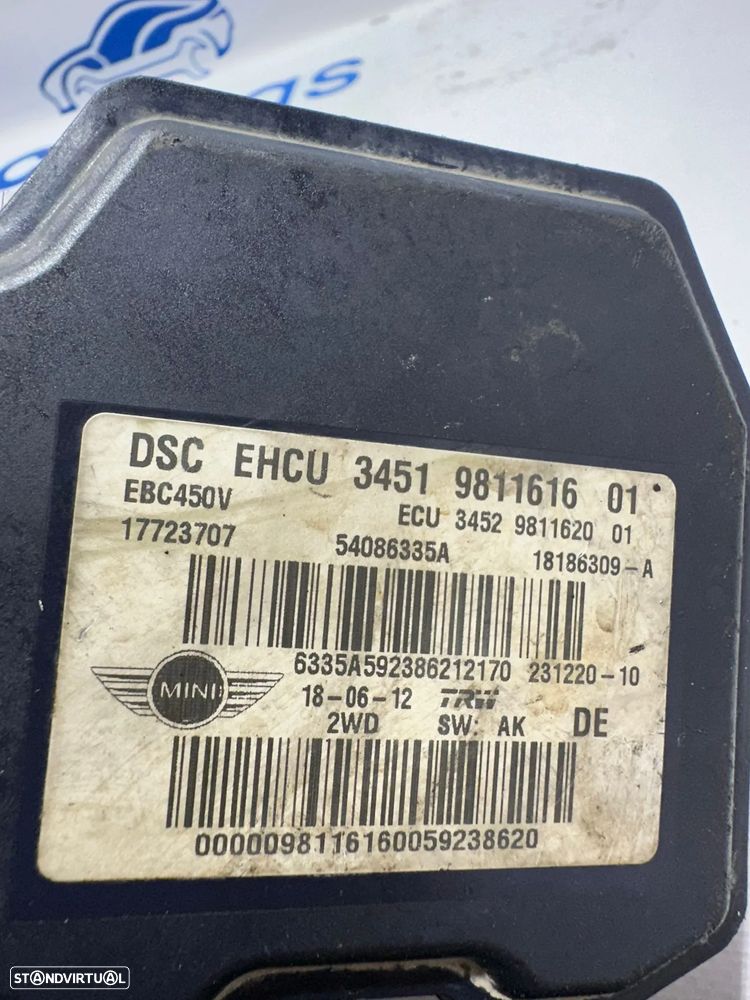 DSC EHCU 3451 9811616 01
EBC450V ECU 3452 9811620 01
17723707 54086335A 18186309-A
6335A592386212170 231220-10
MINI 18-06-12 TRW
2WD SW: AK DE
0000098116160059238620
STANDVIRTUAL